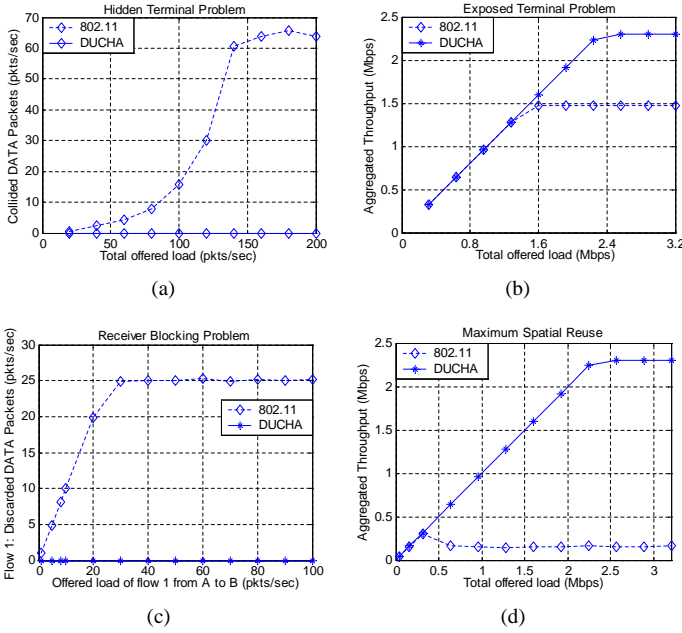 Hidden Terminal Problem
802.11
DUCHA
Collided DATA Packets (pkts/sec)
70
60
50
40
30
20
10
0
0 50 100 150 200
Total offered load (pkts/sec)
(a)
Exposed Terminal Problem
802.11
DUCHA
Aggregated Throughput (Mbps)
2.5
2
1.5
1
0.5
0
0 0.8 1.6 2.4 3.2
Total offered load (Mbps)
(b)
Receiver Blocking Problem
802.11
DUCHA
Flow 1: Discarded DATA Packets (pkts/sec)
30
25
20
15
10
5
0
0 20 40 60 80 100
Offered load of flow 1 from A to B (pkts/sec)
(c)
Maximum Spatial Reuse
802.11
DUCHA
Aggregated Throughput (Mbps)
2.5
2
1.5
1
0.5
0
0 0.5 1 1.5 2 2.5 3
Total offered load (Mbps)
(d)